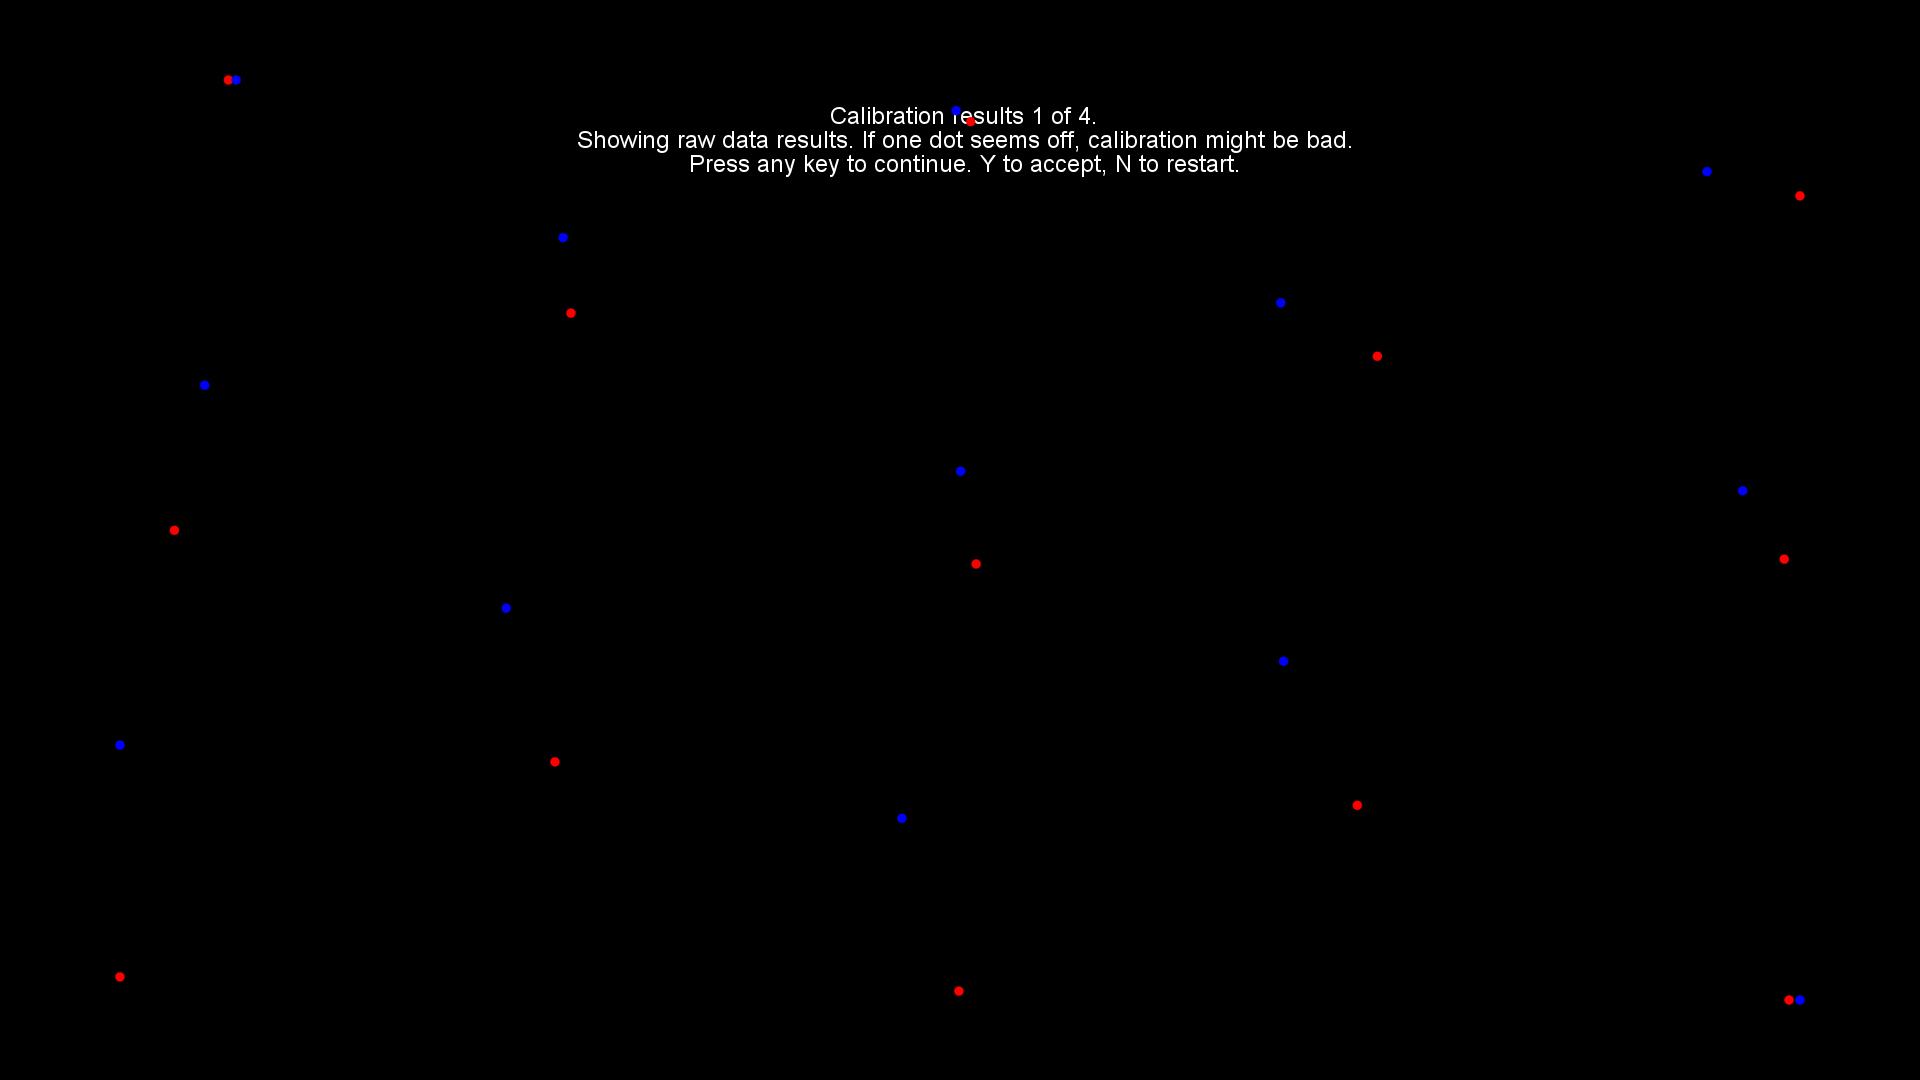 Calibration results 1 of 4.
Showing raw data results. If one dot seems off, calibration might be bad.
Press any key to continue. Y to accept, N to restart.